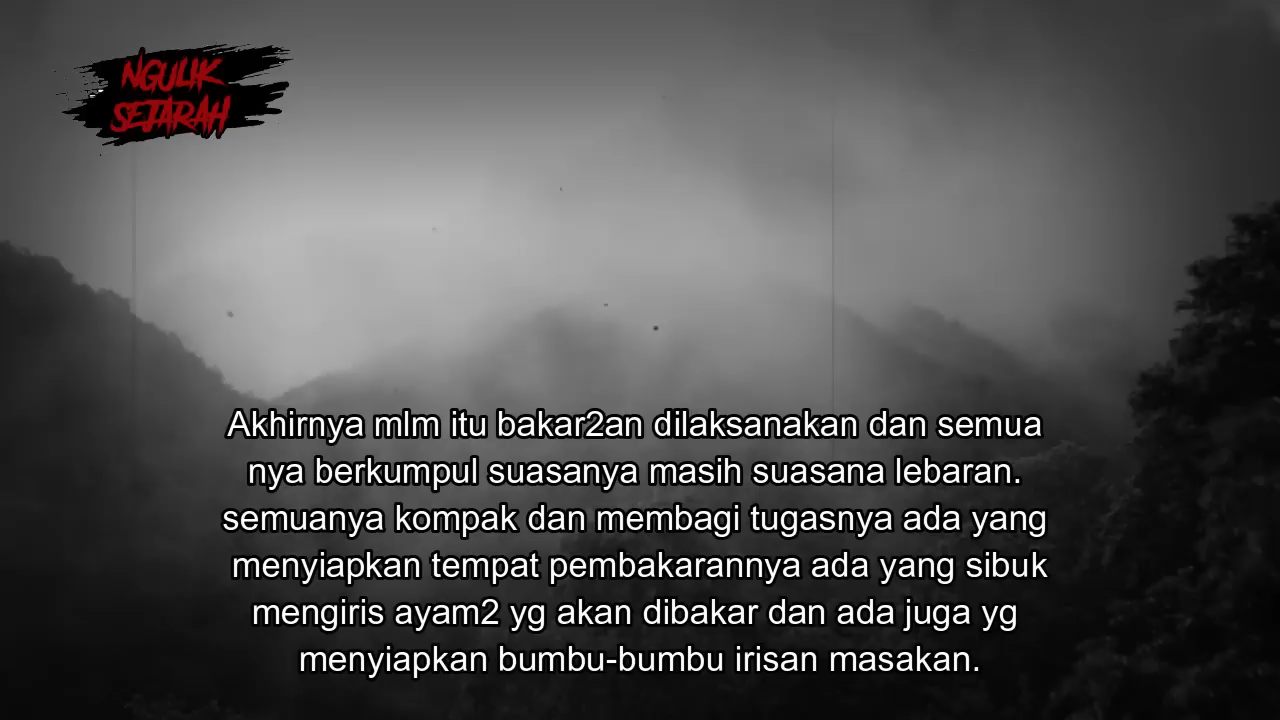 NGULIK
SEJARAH
Akhirnya mlm itu bakar2an dilaksanakan dan semua
nya berkumpul suasanya masih suasana lebaran.
semuanya kompak dan membagi tugasnya ada yang
menyiapkan tempat pembakarannya ada yang sibuk
mengiris ayam2 yg akan dibakar dan ada juga yg
menyiapkan bumbu-bumbu irisan masakan.